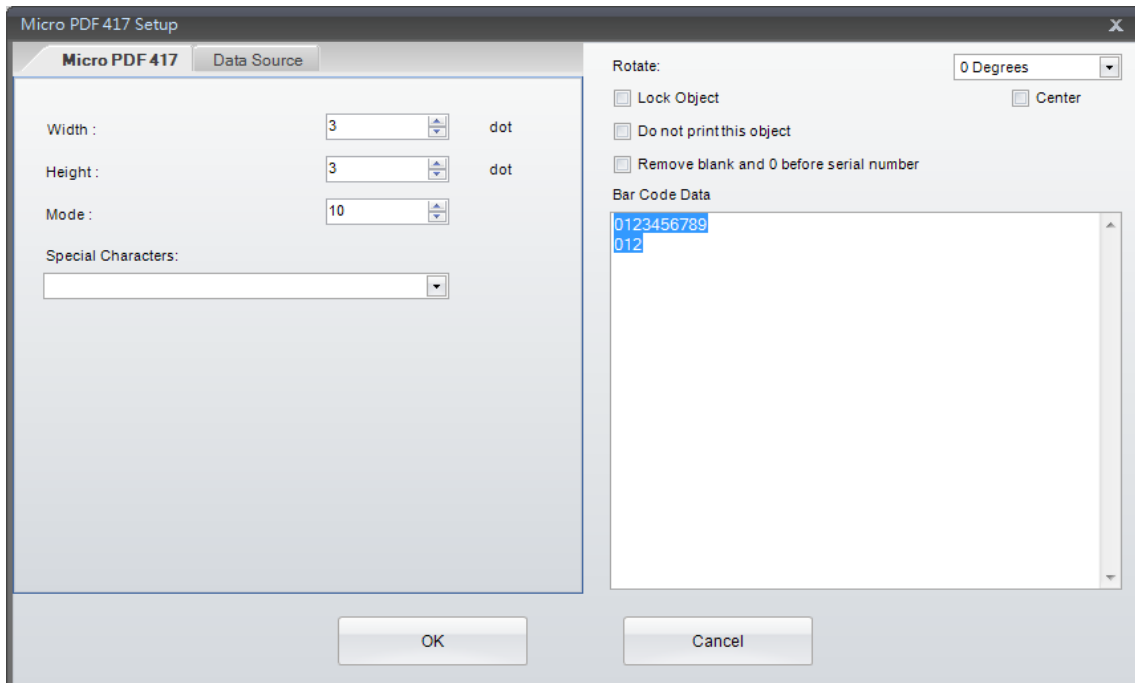 Micro PDF 417 Setup
X
Micro PDF 417
Data Source
Width :
3
dot
Height :
3
dot
Mode :
10
Special Characters:
Rotate:
0 Degrees
Lock Object
Center
Do not print this object
Remove blank and 0 before serial number
Bar Code Data
0123456789
012
OK
Cancel